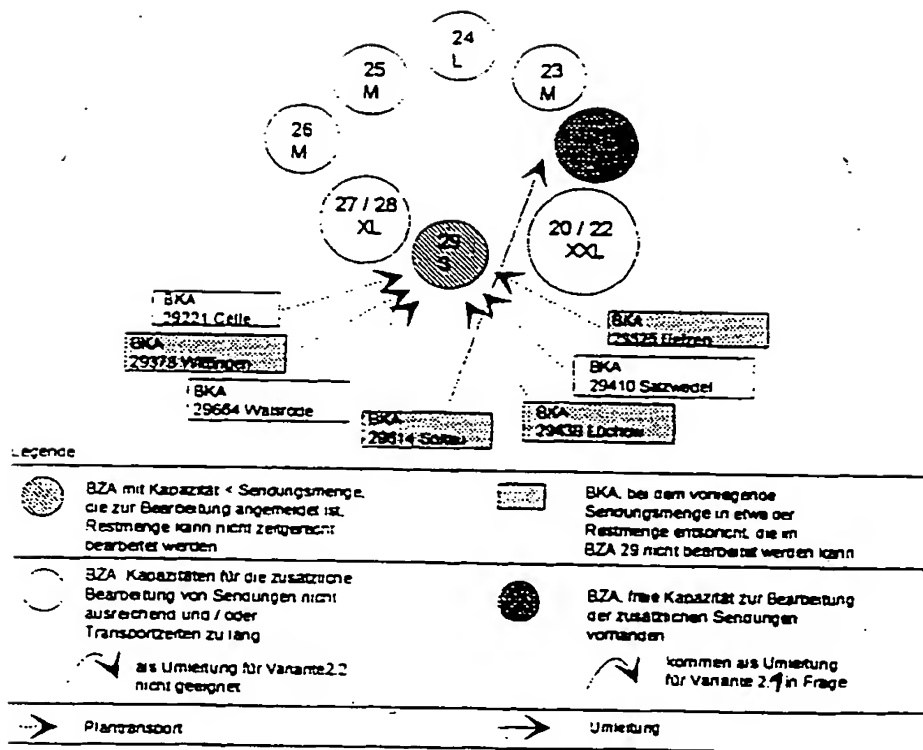 24
L
25
M
23
M
26
M
27 / 28
XL
29
S
20 / 22
XXL
BKA
29221 Celle
BKA
29378 Wittingen
BKA
29664 Walsrode
BKA
29614 Soltau
BKA
29525 Uelzen
BKA
29410 Salzwedel
BKA
29439 Lüchow
Legende
BZA mit Kapazität < Sendungsmenge,
die zur Bearbeitung angemeldet ist,
Restmenge kann nicht zeitgerecht
bearbeitet werden
BKA, bei dem vorliegende
Sendungsmenge in etwa der
Restmenge entspricht, die im
BZA 29 nicht bearbeitet werden kann
BZA, Kapazitäten für die zusätzliche
Bearbeitung von Sendungen nicht
ausreichend und / oder
Transportzeiten zu lang
BZA, freie Kapazität zur Bearbeitung
der zusätzlichen Sendungen
vorhanden
als Umleitung für Variante 2.2
nicht geeignet
kommen als Umleitung
für Variante 2.1 in Frage
Plantransport
Umleitung